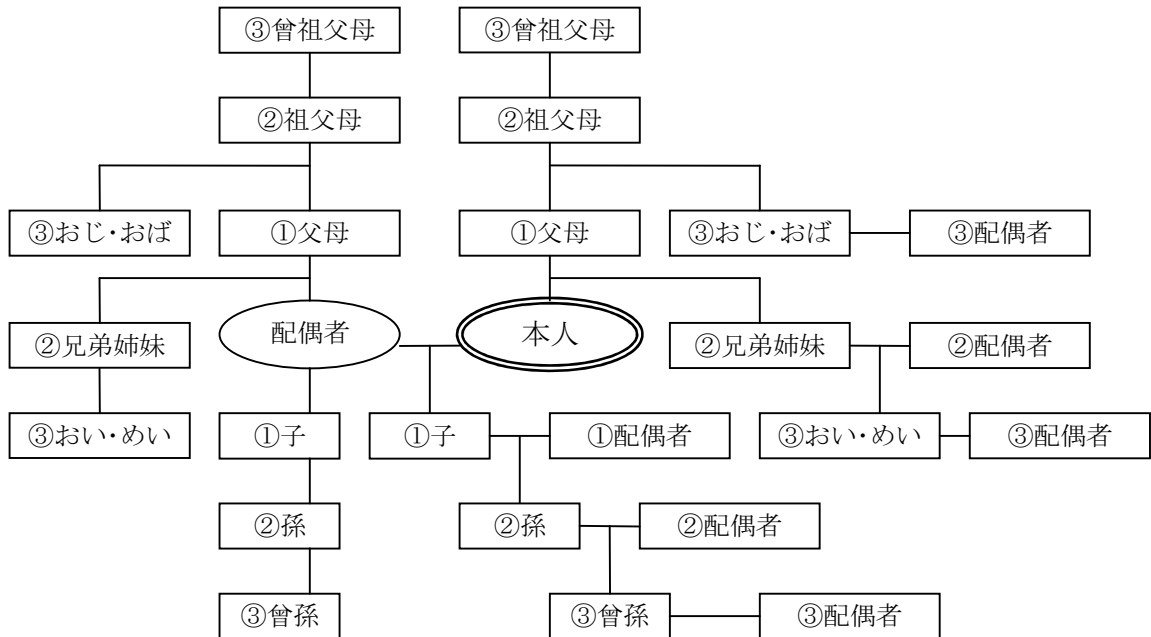 ③曾祖父母 ③曾祖父母
②祖父母 ②祖父母
③おじ・おば ①父母 ①父母 ③おじ・おば ③配偶者
②兄弟姉妹 配偶者 本人 ②兄弟姉妹 ②配偶者
③おい・めい ①子 ①子 ①配偶者 ③おい・めい ③配偶者
②孫 ②孫 ②配偶者
③曾孫 ③曾孫 ③配偶者